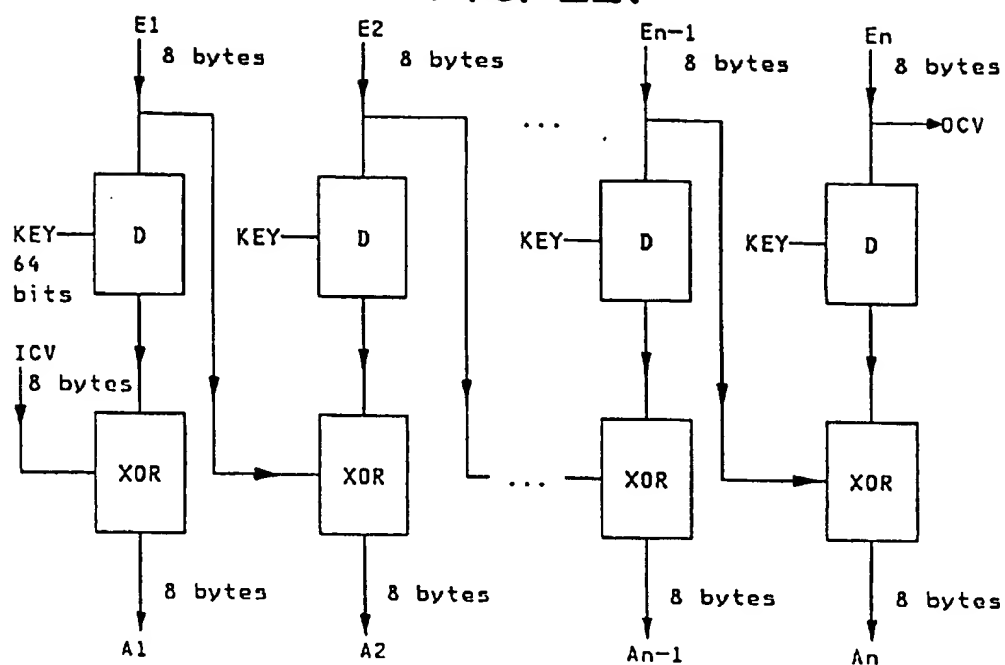 E1 E2 En-1 En
8 bytes 8 bytes 8 bytes 8 bytes
... OCV
KEY D KEY D KEY D KEY D
64
bits
ICV
8 bytes
XOR XOR ... XOR XOR
8 bytes 8 bytes 8 bytes 8 bytes
A1 A2 An-1 An